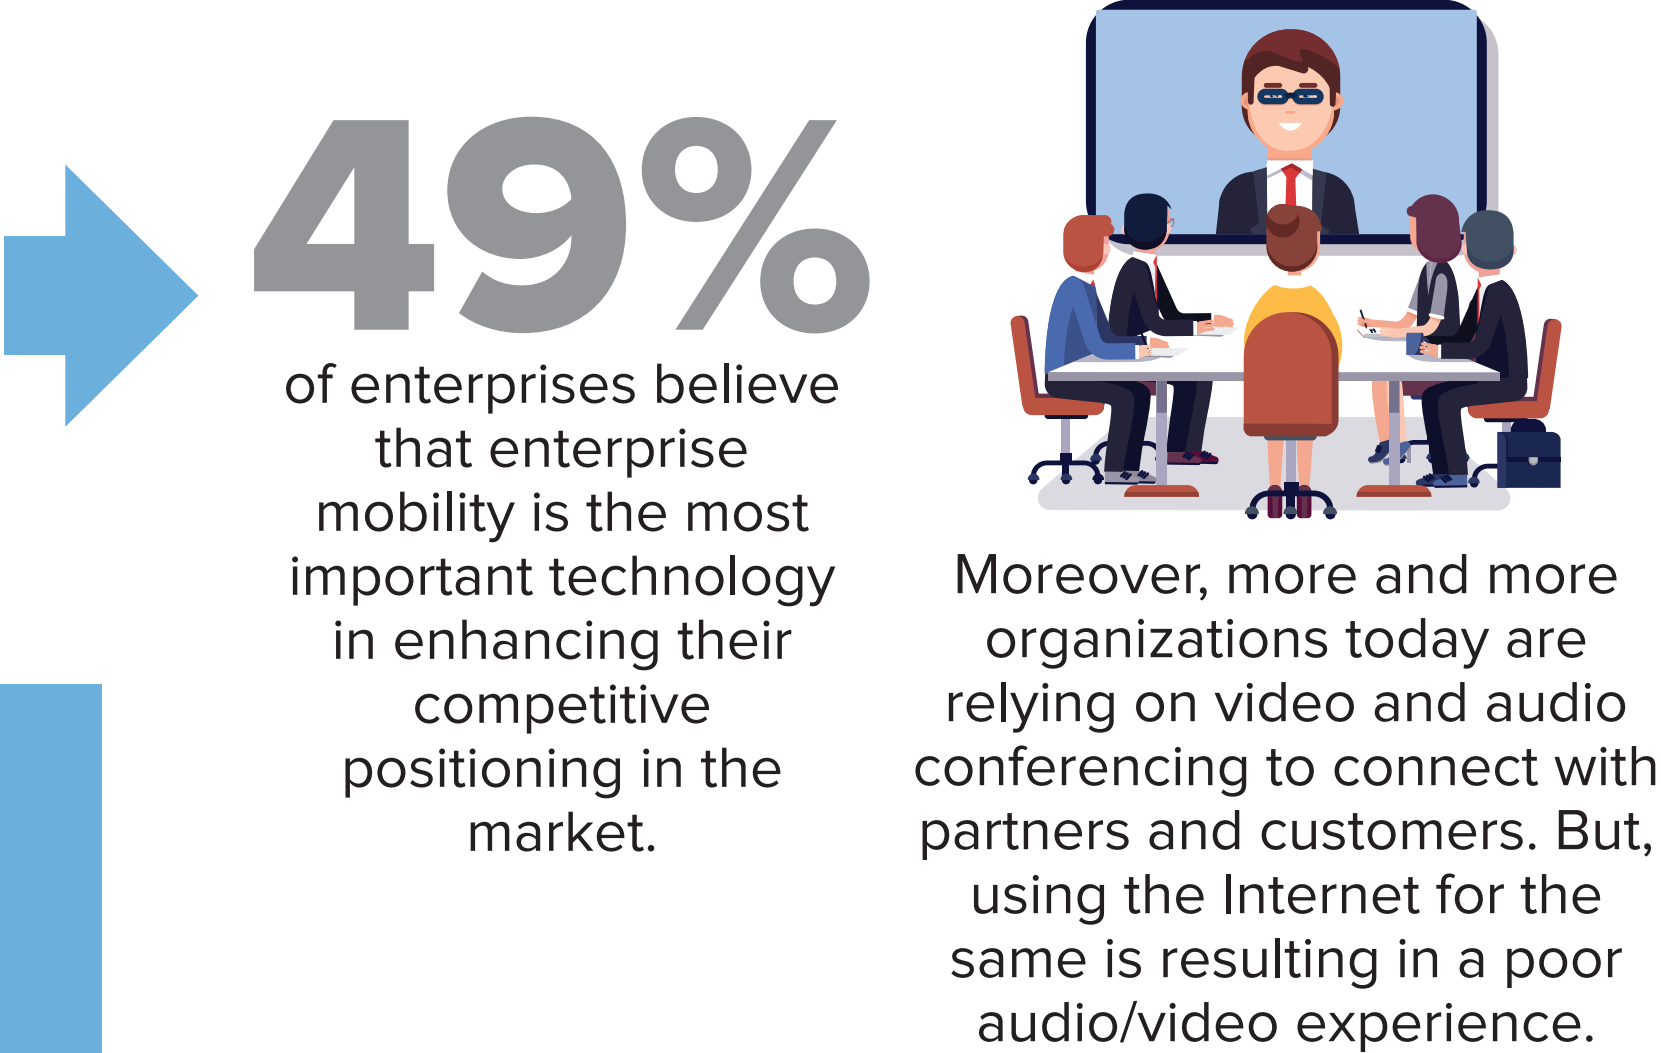 49%
of enterprises believe
that enterprise
mobility is the most
important technology
in enhancing their
competitive
positioning in the
market.
Moreover, more and more
organizations today are
relying on video and audio
conferencing to connect with
partners and customers. But,
using the Internet for the
same is resulting in a poor
audio/video experience.